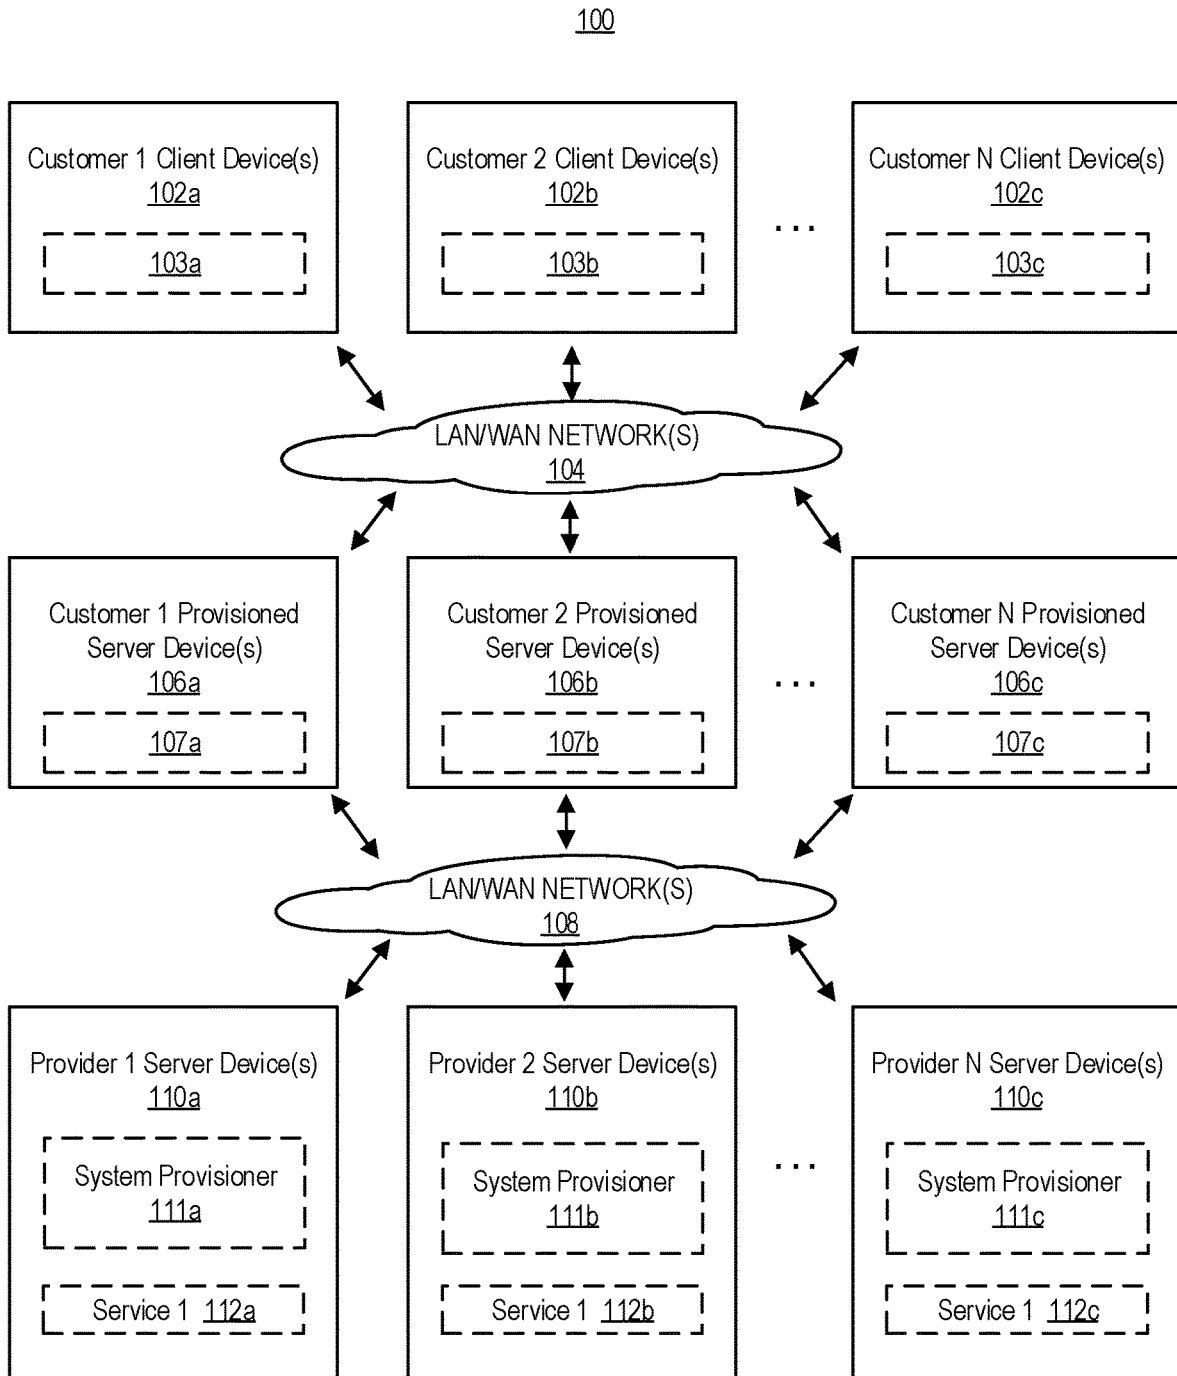 100
Customer 1 Client Device(s)
102a
103a
Customer 2 Client Device(s)
102b
103b
. . .
Customer N Client Device(s)
102c
103c
LAN/WAN NETWORK(S)
104
Customer 1 Provisioned
Server Device(s)
106a
107a
Customer 2 Provisioned
Server Device(s)
106b
107b
. . .
Customer N Provisioned
Server Device(s)
106c
107c
LAN/WAN NETWORK(S)
108
Provider 1 Server Device(s)
110a
System Provisioner
111a
Service 1 112a
Provider 2 Server Device(s)
110b
System Provisioner
111b
Service 1 112b
. . .
Provider N Server Device(s)
110c
System Provisioner
111c
Service 1 112c